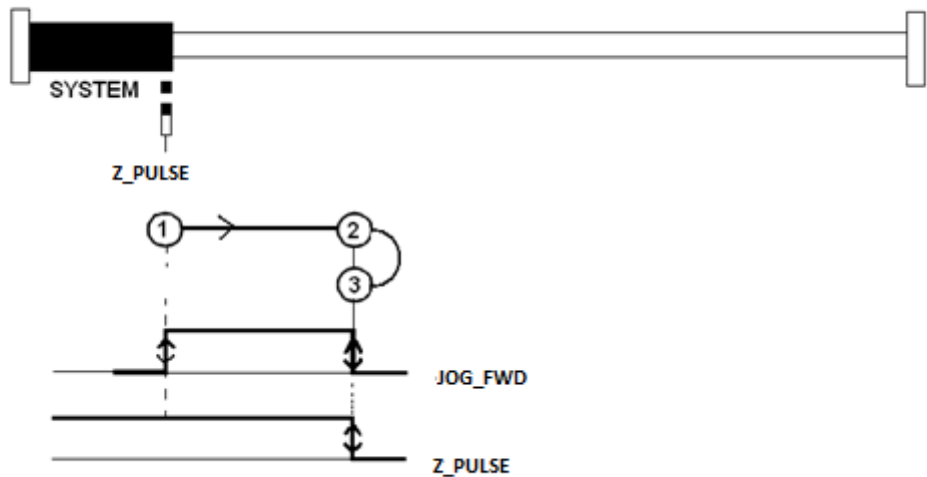 SYSTEM
Z_PULSE
1
2
3
JOG_FWD
Z_PULSE